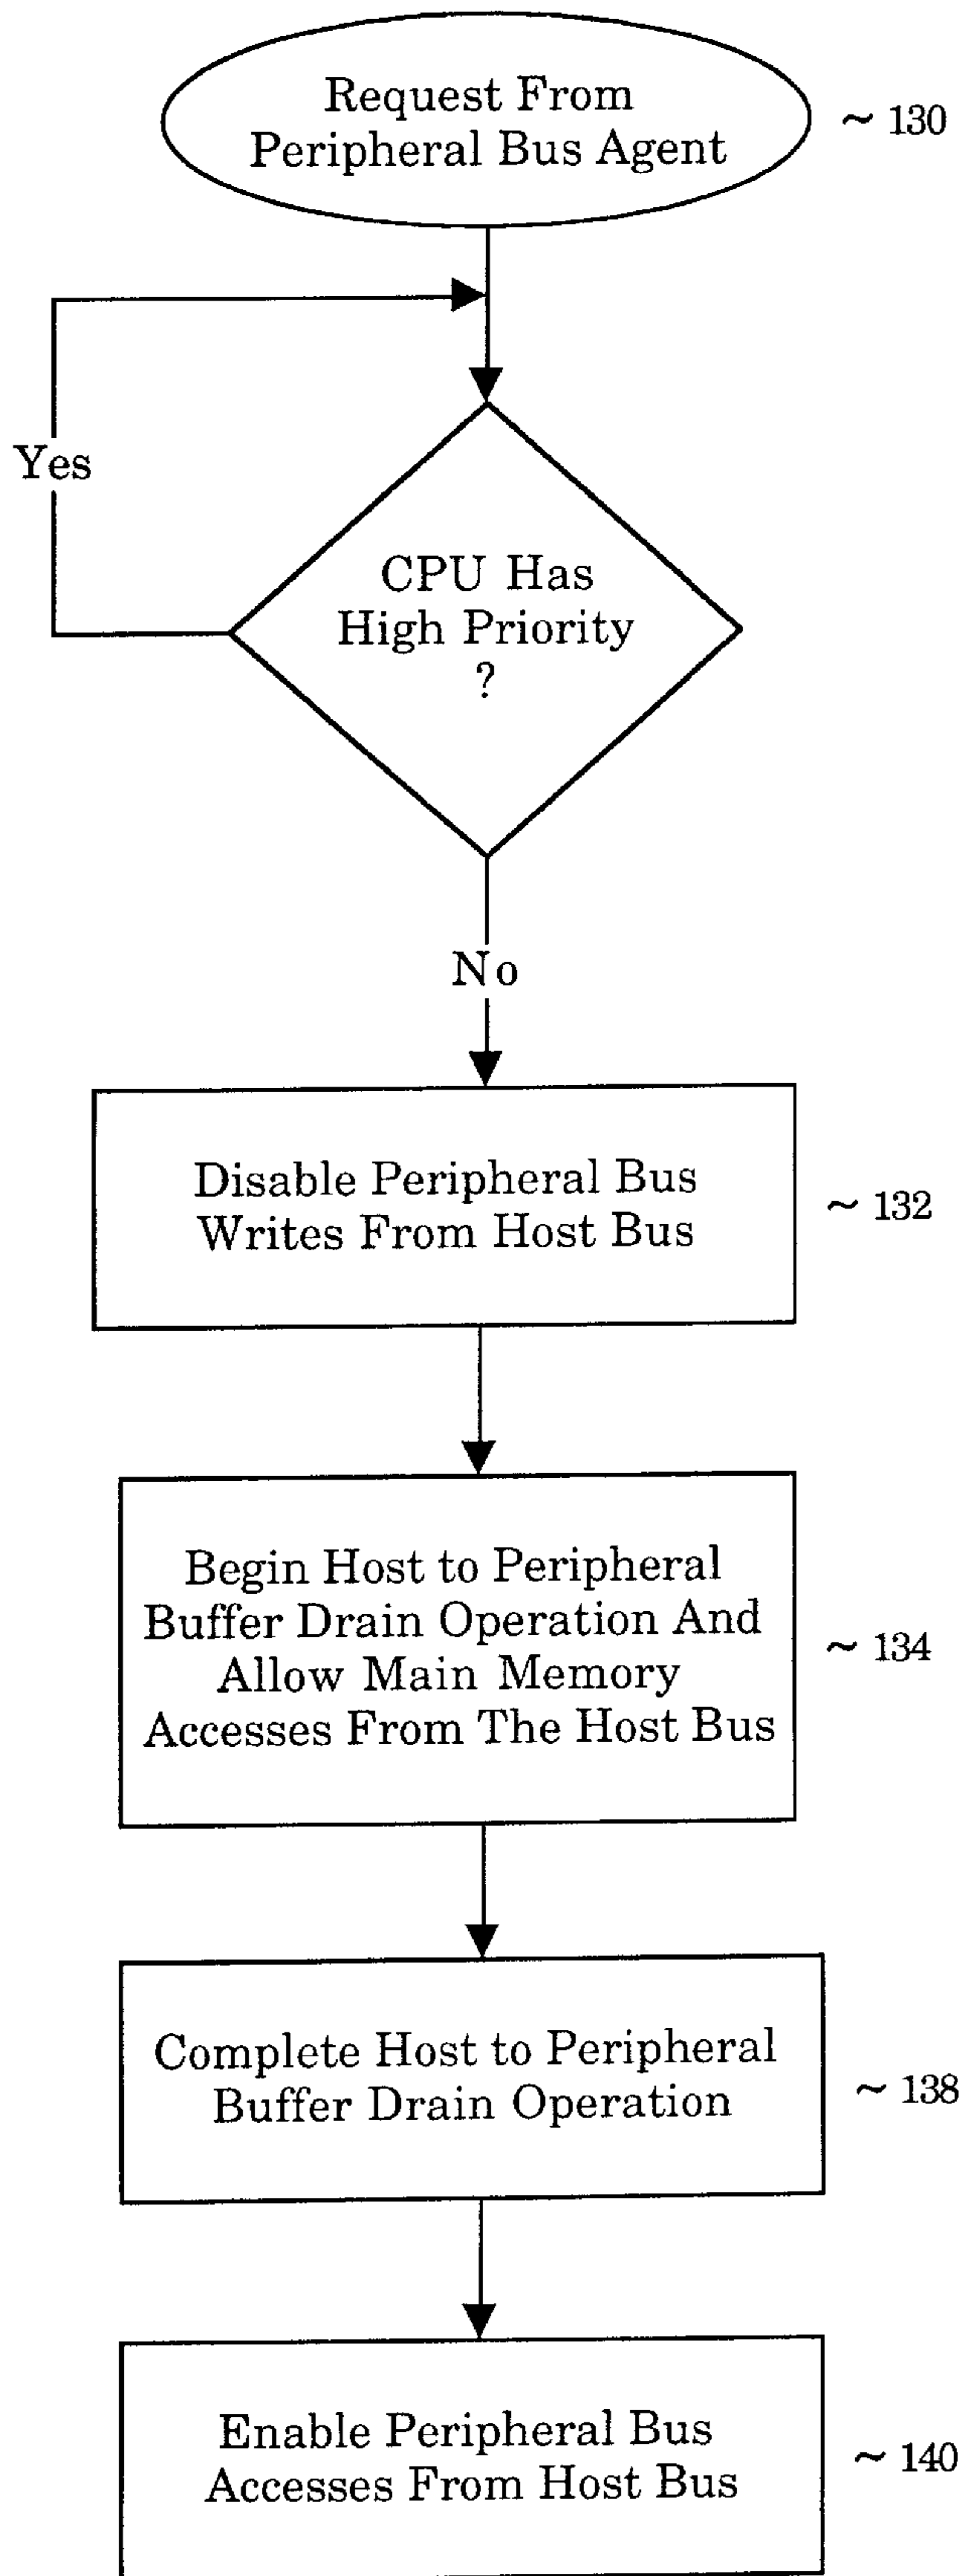 Request From
Peripheral Bus Agent
~ 130
Yes
CPU Has
High Priority
?
No
Disable Peripheral Bus
Writes From Host Bus
~ 132
Begin Host to Peripheral
Buffer Drain Operation And
Allow Main Memory
Accesses From The Host Bus
~ 134
Complete Host to Peripheral
Buffer Drain Operation
~ 138
Enable Peripheral Bus
Accesses From Host Bus
~ 140